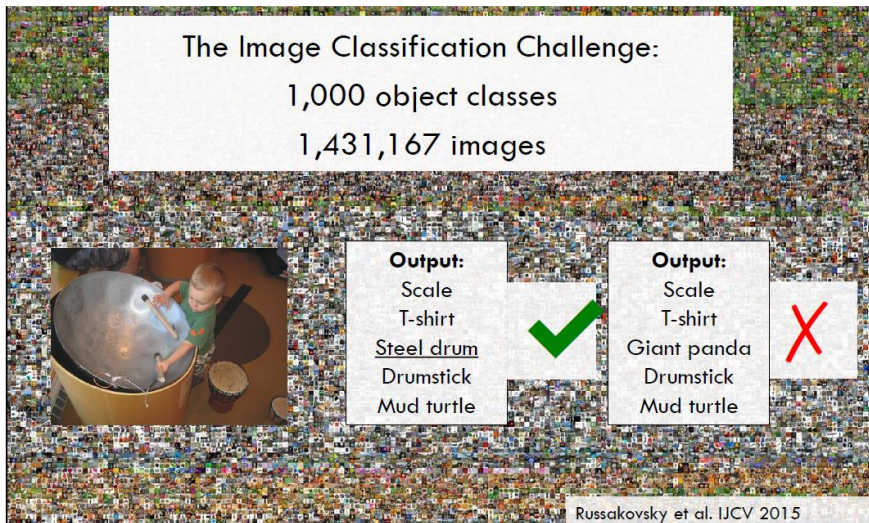 The Image Classification Challenge:
1,000 object classes
1,431,167 images
Output:
Scale
T-shirt
Steel drum
Drumstick
Mud turtle
Output:
Scale
T-shirt
Giant panda
Drumstick
Mud turtle
Russakovsky et al. IJCV 2015